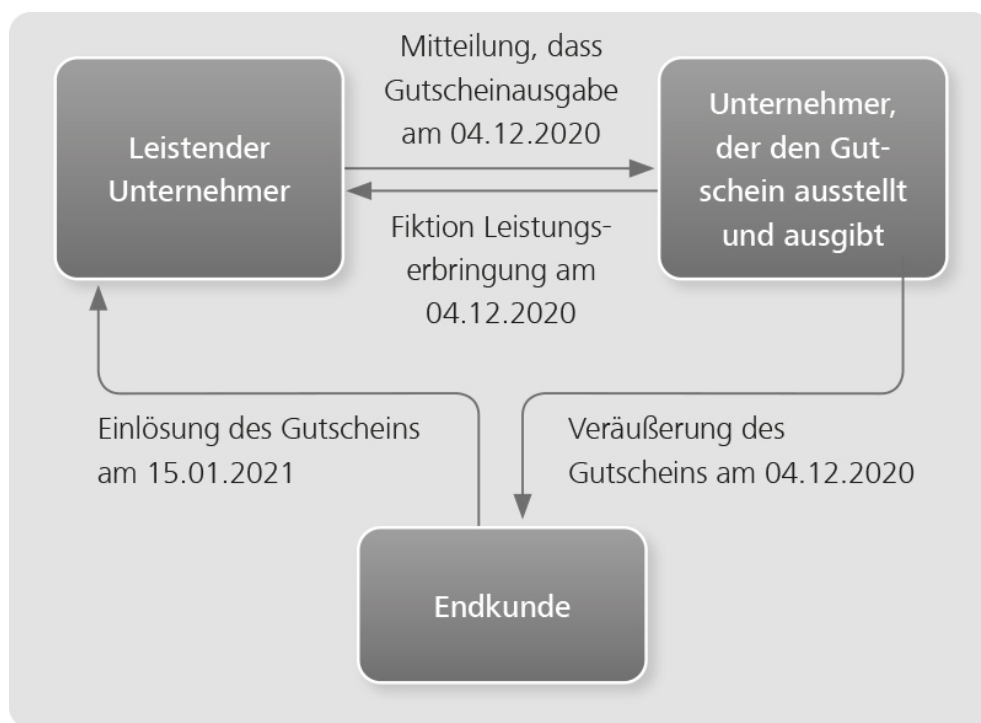 Mitteilung, dass
Gutscheinausgabe
am 04.12.2020
Leistender
Unternehmer
Unternehmer,
der den Gut-
schein ausstellt
und ausgibt
Fiktion Leistungs-
erbringung am
04.12.2020
Einlösung des Gutscheins
am 15.01.2021
Veräußerung des
Gutscheins am 04.12.2020
Endkunde